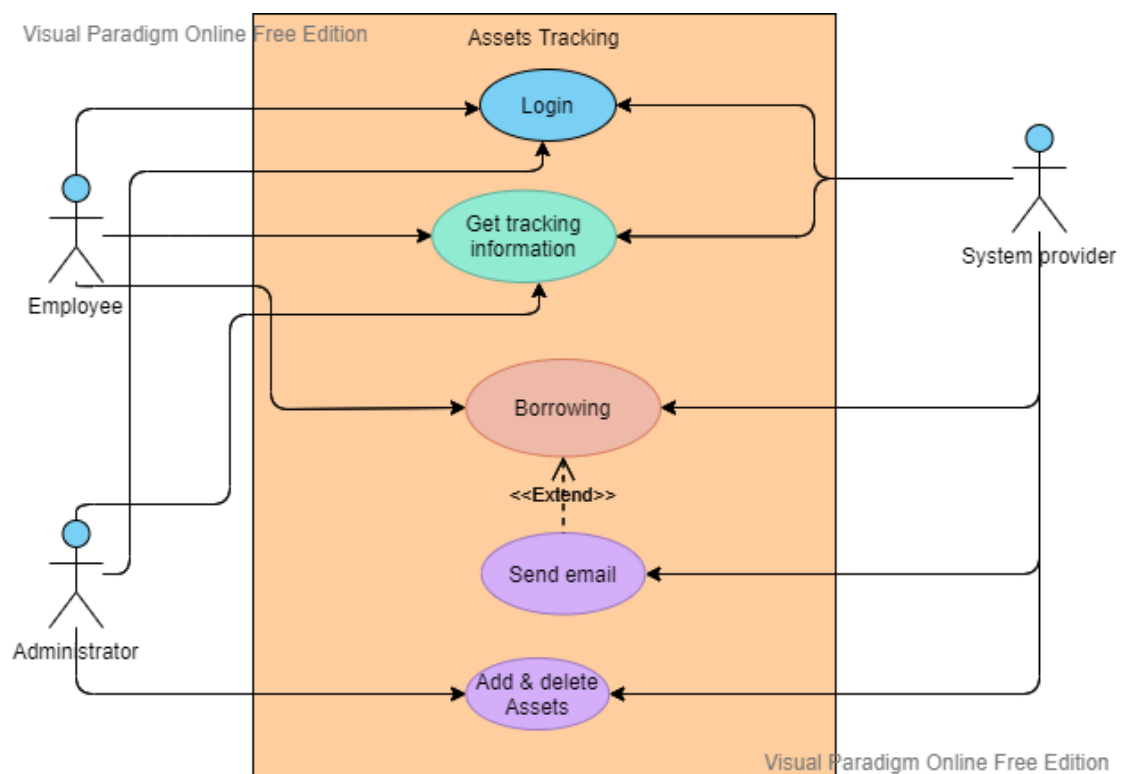 Visual Paradigm Online Free Edition
Assets Tracking
Login
Get tracking
information
Employee
System provider
Borrowing
<<Extend>>
Send email
Administrator
Add & delete
Assets
Visual Paradigm Online Free Edition